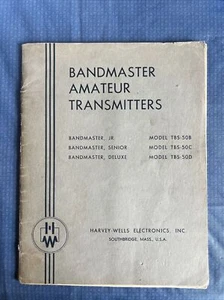 BANDMASTER
AMATEUR
TRANSMITTERS
BANDMASTER, JR. MODEL TBS-50B
BANDMASTER, SENIOR MODEL TBS-50C
BANDMASTER, DELUXE MODEL TBS-50D
HARVEY-WELLS ELECTRONICS, INC.
SOUTHBRIDGE, MASS., U.S.A.